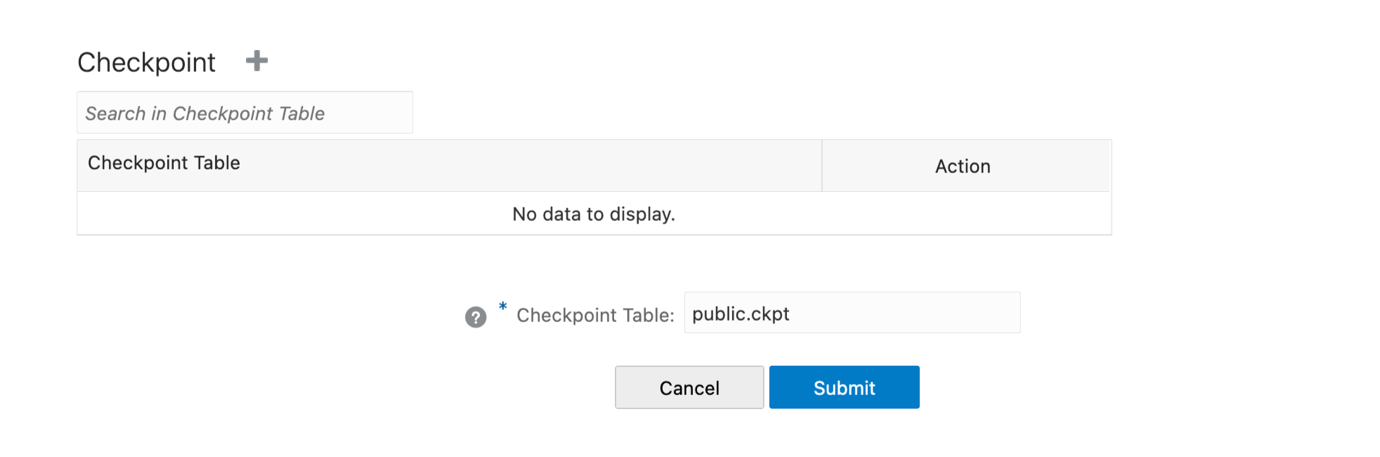 Checkpoint +
Search in Checkpoint Table
Checkpoint Table Action
No data to display.
? * Checkpoint Table: public.ckpt
Cancel Submit